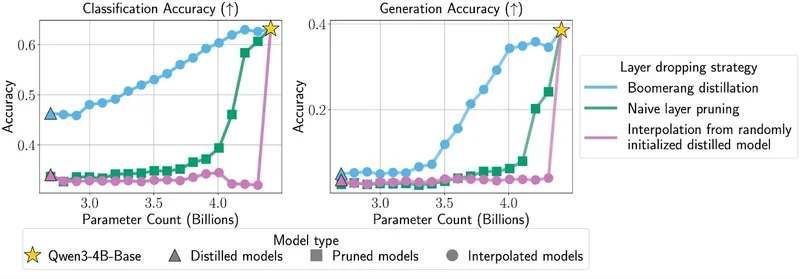 Classification Accuracy (↑)
0.6
0.4
Accuracy
3.0
3.5
4.0
Parameter Count (Billions)
Generation Accuracy (↑)
0.4
0.2
Accuracy
3.0
3.5
4.0
Parameter Count (Billions)
Layer dropping strategy
Boomerang distillation
Naive layer pruning
Interpolation from randomly
initialized distilled model
Model type
Qwen3-4B-Base
Distilled models
Pruned models
Interpolated models